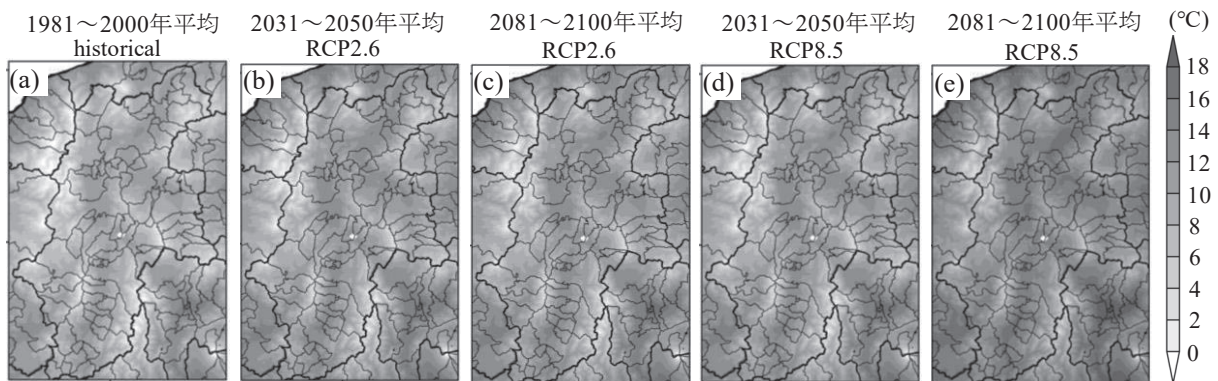 1981～2000年平均
historical
2031～2050年平均
RCP2.6
2081～2100年平均
RCP2.6
2031～2050年平均
RCP8.5
2081～2100年平均
RCP8.5
(℃)
(a)
(b)
(c)
(d)
(e)
18
16
14
12
10
8
6
4
2
0